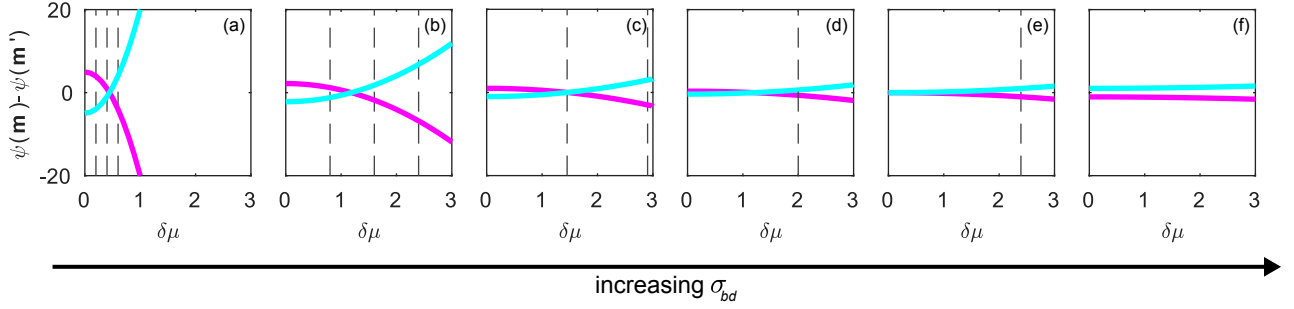 20 (a) (b) (c) (d) (e) (f)
ψ(m)-ψ(m')
0
-20
0 1 2 3 0 1 2 3 0 1 2 3 0 1 2 3 0 1 2 3 0 1 2 3
δμ δμ δμ δμ δμ δμ
increasing σbd